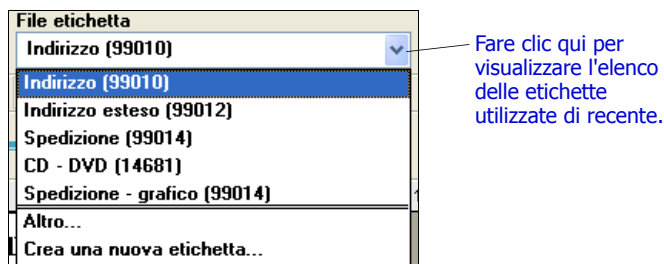 File etichetta
Indirizzo (99010)
Indirizzo (99010)
Indirizzo esteso (99012)
Spedizione (99014)
CD - DVD (14681)
Spedizione - grafico (99014)
Altro...
Crea una nuova etichetta...
Fare clic qui per
visualizzare l'elenco
delle etichette
utilizzate di recente.